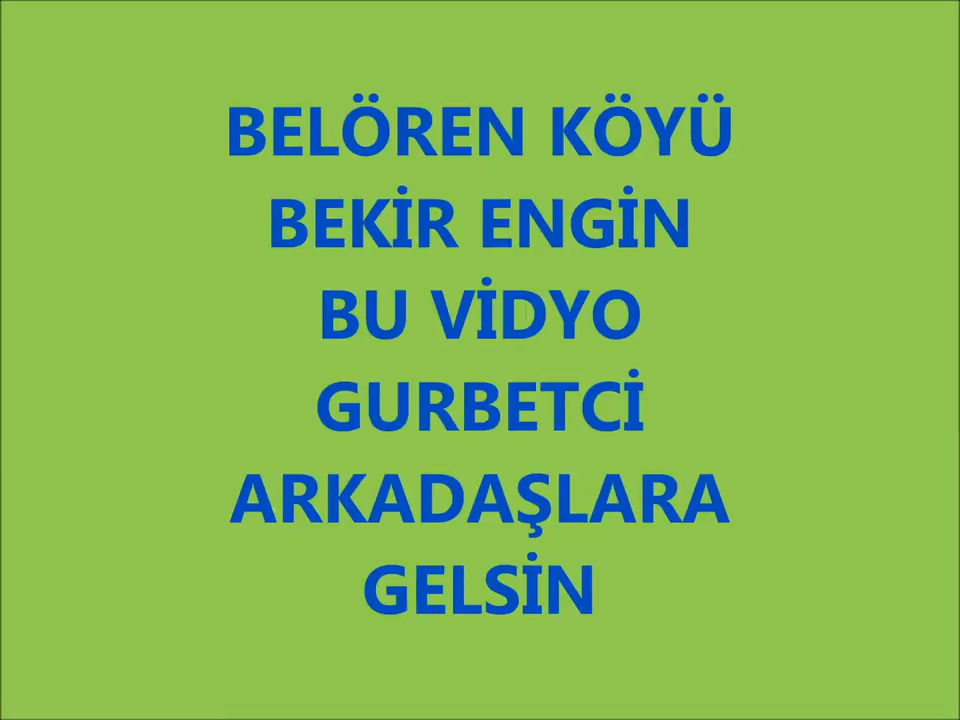 BELÖREN KÖYÜ
BEKİR ENGİN
BU VİDYO
GURBETCİ
ARKADAŞLARA
GELSİN